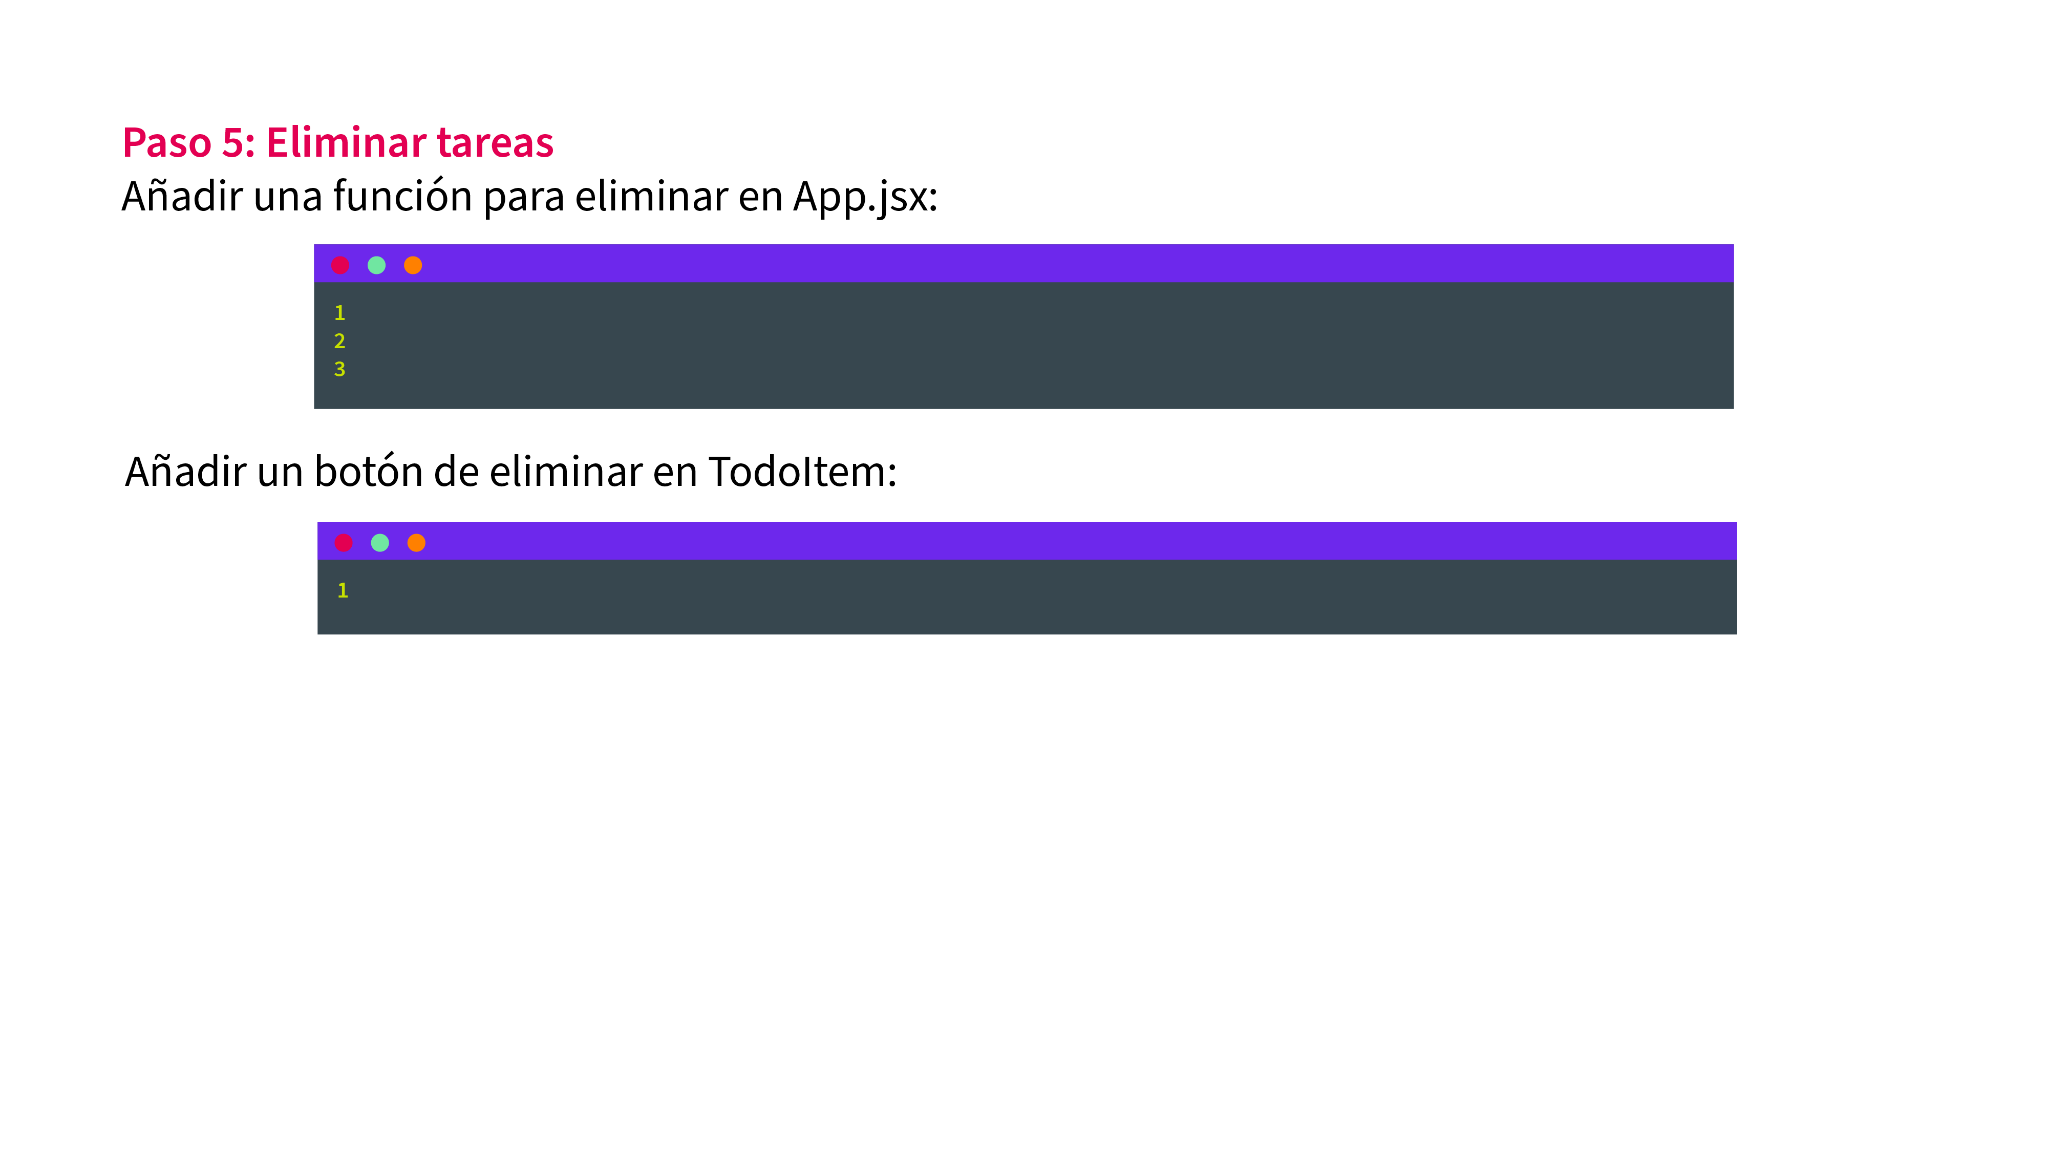 Paso 5: Eliminar tareas
Añadir una función para eliminar en App.jsx:
1
2
3
Añadir un botón de eliminar en TodoItem:
1